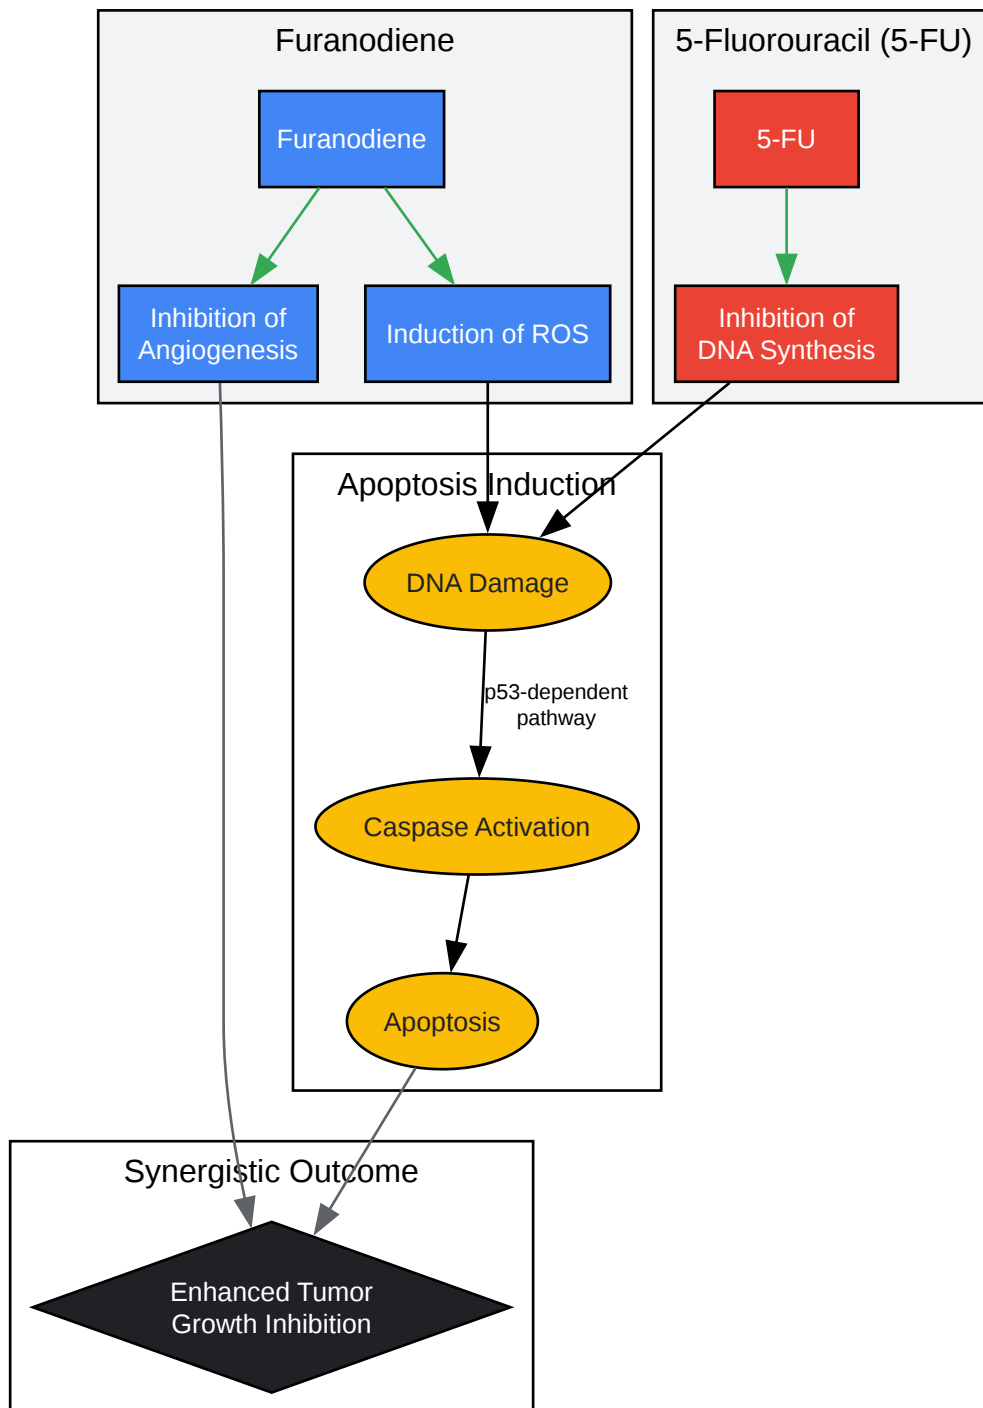 Furanodiene
5-Fluorouracil (5-FU)
Furanodiene
5-FU
Inhibition of
Angiogenesis
Induction of ROS
Inhibition of
DNA Synthesis
Apoptosis Induction
DNA Damage
p53-dependent
pathway
Caspase Activation
Apoptosis
Synergistic Outcome
Enhanced Tumor
Growth Inhibition